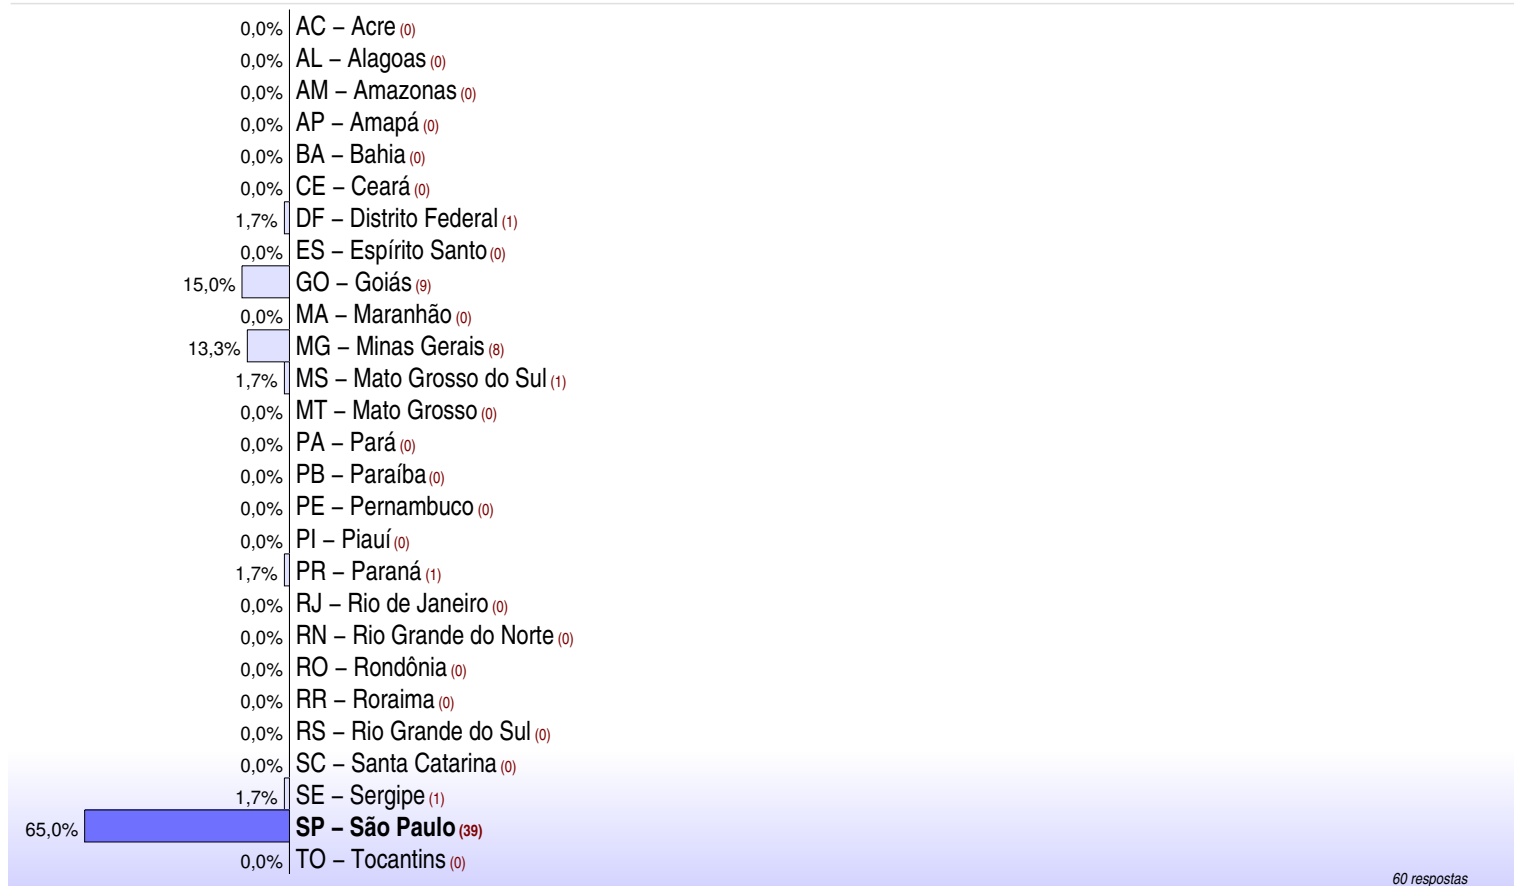 0,0% AC – Acre (0)
0,0% AL – Alagoas (0)
0,0% AM – Amazonas (0)
0,0% AP – Amapá (0)
0,0% BA – Bahia (0)
0,0% CE – Ceará (0)
1,7% DF – Distrito Federal (1)
0,0% ES – Espírito Santo (0)
15,0% GO – Goiás (9)
0,0% MA – Maranhão (0)
13,3% MG – Minas Gerais (8)
1,7% MS – Mato Grosso do Sul (1)
0,0% MT – Mato Grosso (0)
0,0% PA – Pará (0)
0,0% PB – Paraíba (0)
0,0% PE – Pernambuco (0)
0,0% PI – Piauí (0)
1,7% PR – Paraná (1)
0,0% RJ – Rio de Janeiro (0)
0,0% RN – Rio Grande do Norte (0)
0,0% RO – Rondônia (0)
0,0% RR – Roraima (0)
0,0% RS – Rio Grande do Sul (0)
0,0% SC – Santa Catarina (0)
1,7% SE – Sergipe (1)
65,0% SP – São Paulo (39)
0,0% TO – Tocantins (0)
60 respostas